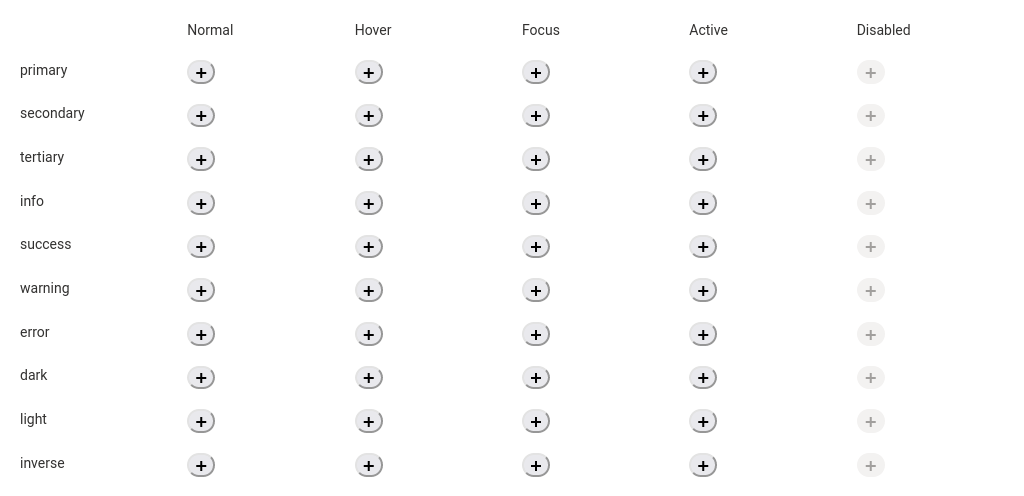 Normal Hover Focus Active Disabled
primary + + + + +
secondary + + + + +
tertiary + + + + +
info + + + + +
success + + + + +
warning + + + + +
error + + + + +
dark + + + + +
light + + + + +
inverse + + + + +